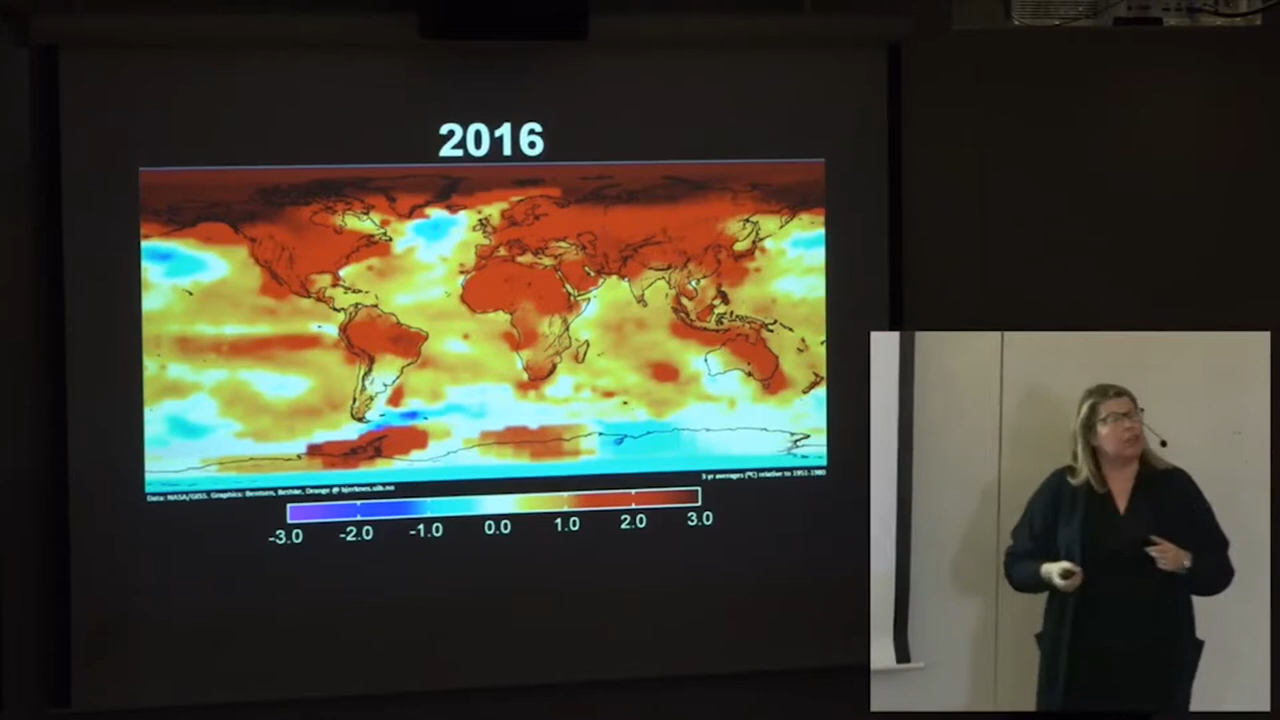 2016
Data: NASA/GISS. Graphics: Bentsen, Bethke, Drange @ bjerknes.uib.no
3 yr averages (°C) relative to 1951-1980
-3.0 -2.0 -1.0 0.0 1.0 2.0 3.0